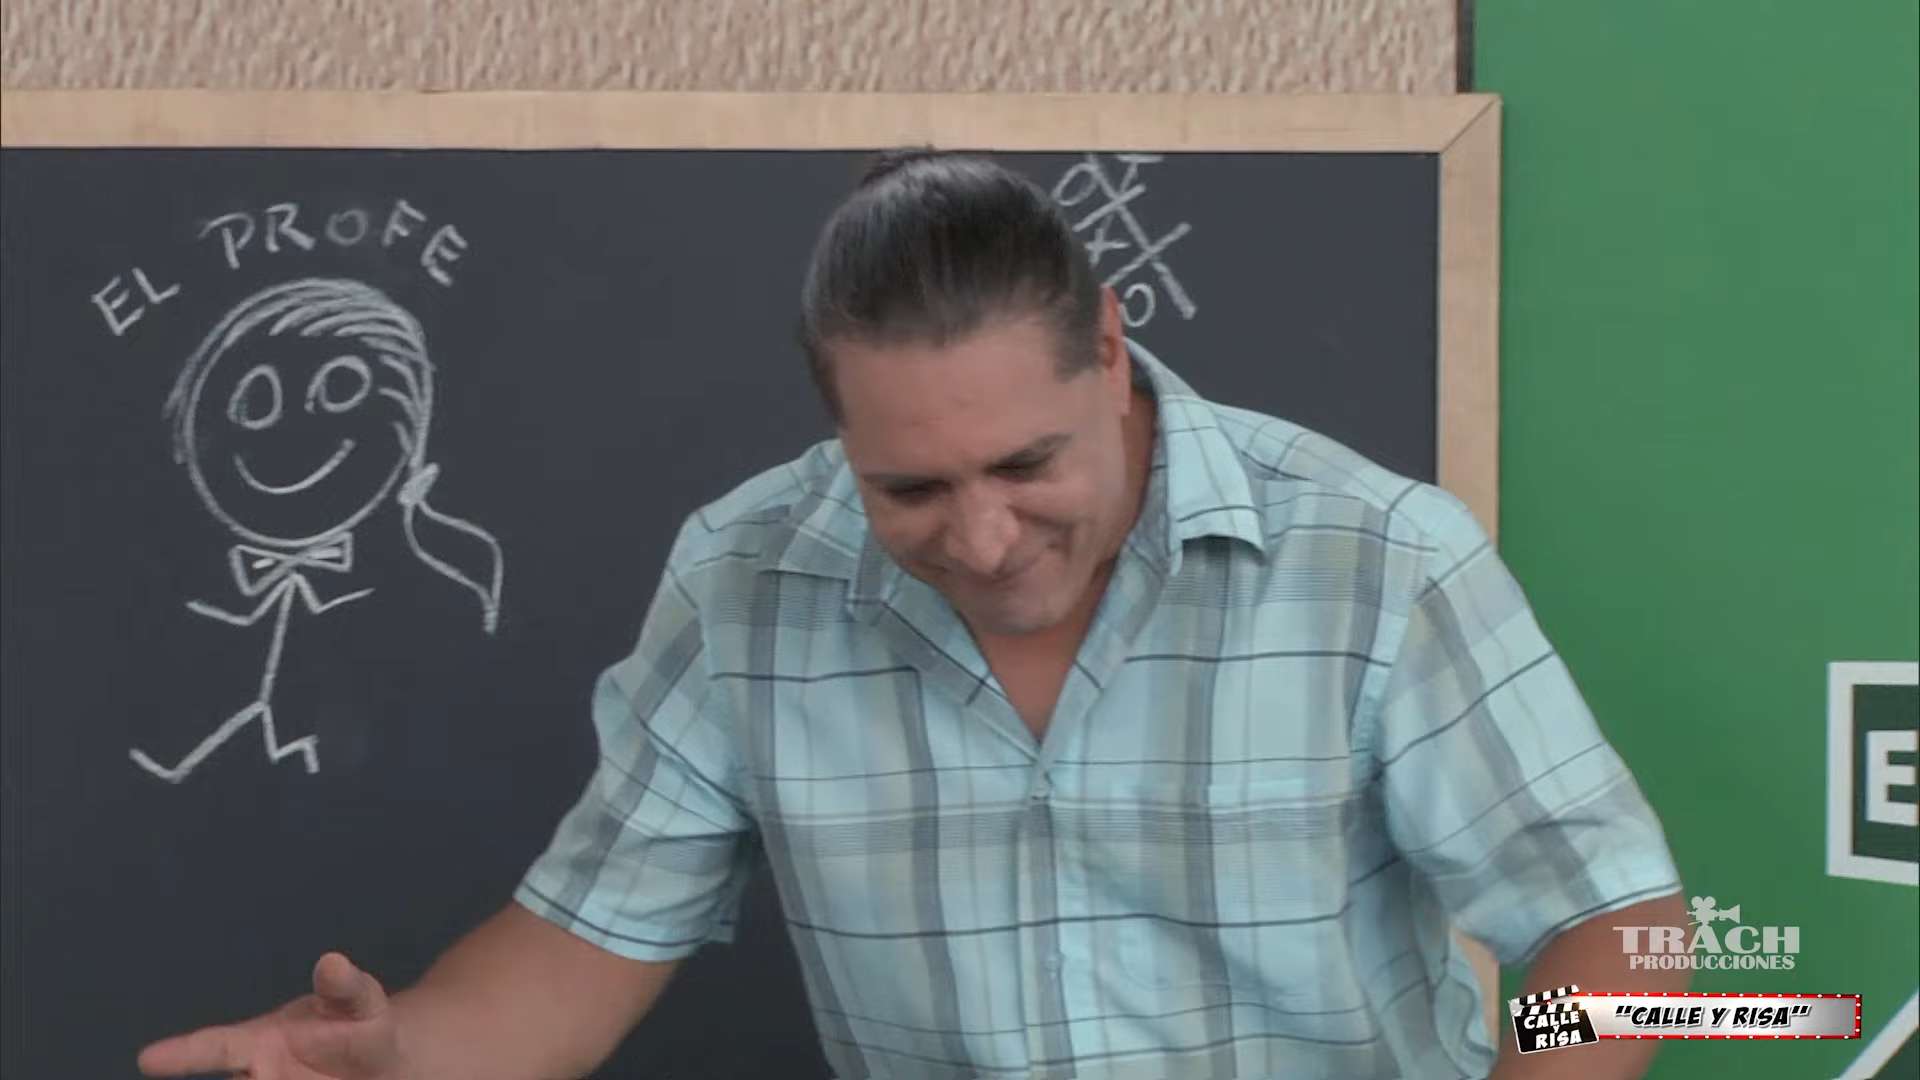 EL PROFE
O X
X
O
E
TRACH
PRODUCCIONES
CALLE
Y
RISA
"CALLE Y RISA"